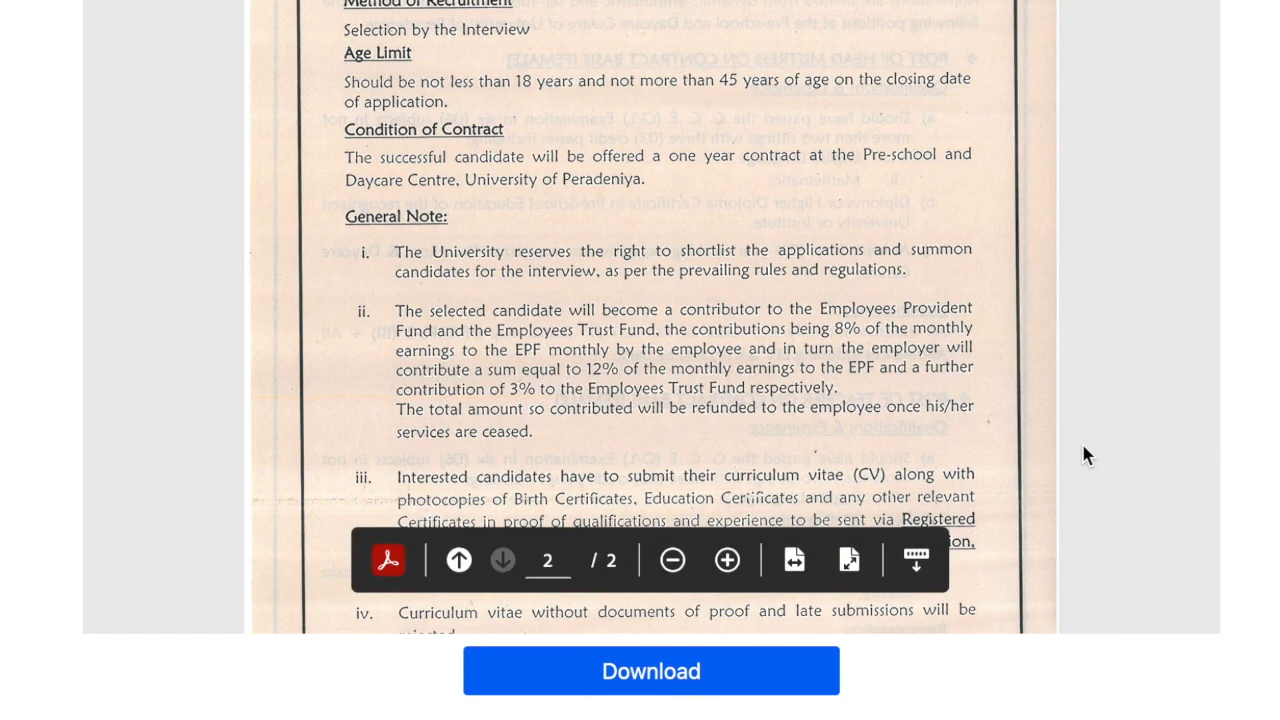 Method of Recruitment
Selection by the Interview
Age Limit
Should be not less than 18 years and not more than 45 years of age on the closing date
of application.
Condition of Contract
The successful candidate will be offered a one year contract at the Pre-school and
Daycare Centre, University of Peradeniya.
General Note:
i. The University reserves the right to shortlist the applications and summon
candidates for the interview, as per the prevailing rules and regulations.
ii. The selected candidate will become a contributor to the Employees Provident
Fund and the Employees Trust Fund, the contributions being 8% of the monthly
earnings to the EPF monthly by the employee and in turn the employer will
contribute a sum equal to 12% of the monthly earnings to the EPF and a further
contribution of 3% to the Employees Trust Fund respectively.
The total amount so contributed will be refunded to the employee once his/her
services are ceased.
iii. Interested candidates have to submit their curriculum vitae (CV) along with
photocopies of Birth Certificates, Education Certificates and any other relevant
Certificates in proof of qualifications and experience to be sent via Registered
ion,
2 / 2
iv. Curriculum vitae without documents of proof and late submissions will be
rejected
Download